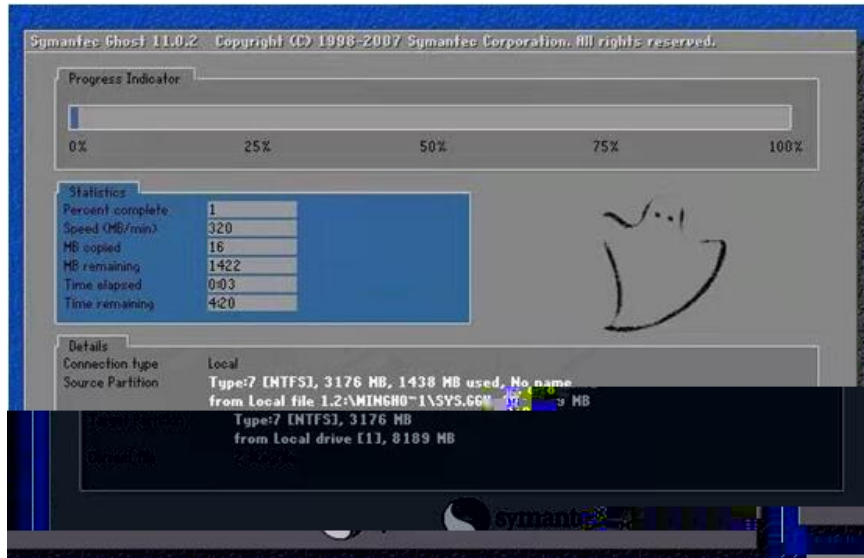 Symantec Ghost 11.0.2 Copyright (C) 1998-2007 Symantec Corporation. All rights reserved.
Progress Indicator
0% 25% 50% 75% 100%
Statistics
Percent complete 1
Speed (MB/min) 320
MB copied 16
MB remaining 1422
Time elapsed 0:03
Time remaining 4:20
Details
Connection type Local
Source Partition Type:7 [NTFS], 3176 MB, 1438 MB used, No name
from Local file 1.2:\MINGHO~1\SYS. MB
Type:7 [NTFS], 3176 MB
from Local drive [1], 8189 MB
symantec